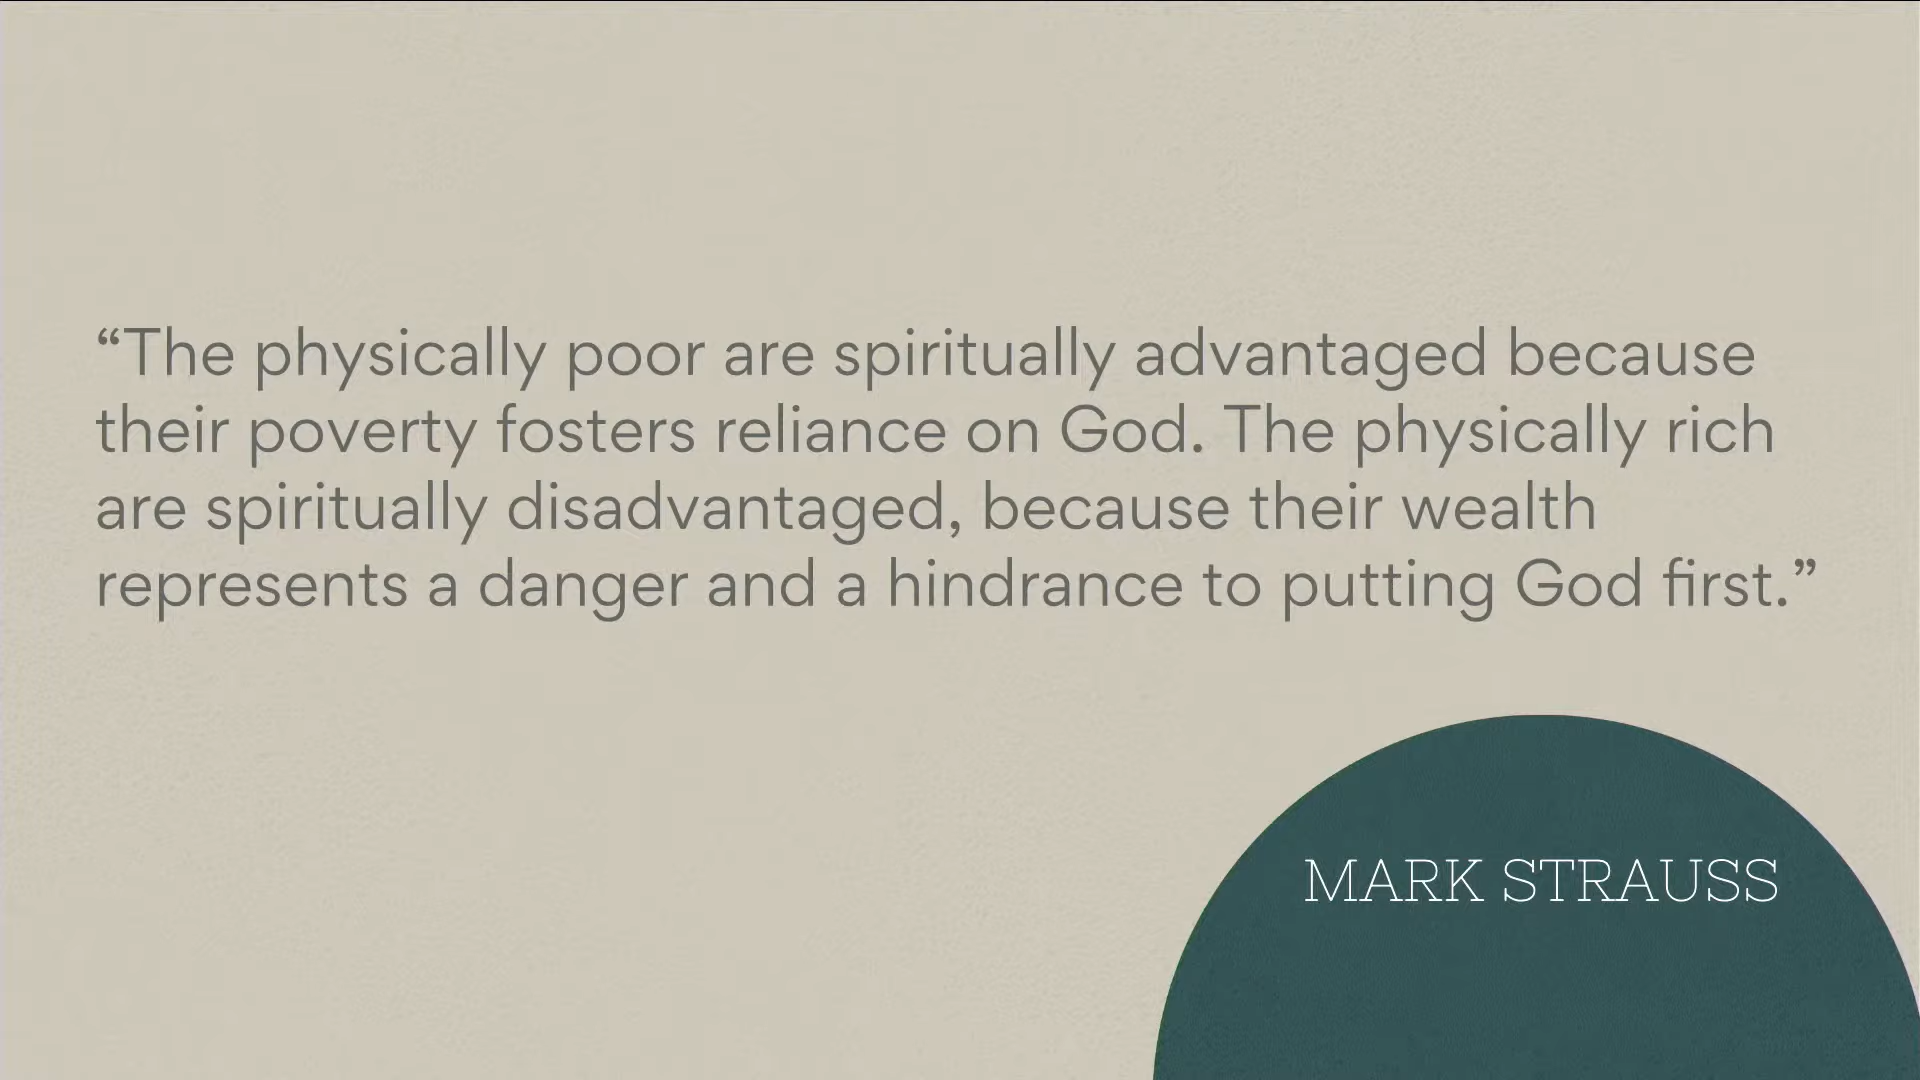 “The physically poor are spiritually advantaged because
their poverty fosters reliance on God. The physically rich
are spiritually disadvantaged, because their wealth
represents a danger and a hindrance to putting God first.”
MARK STRAUSS